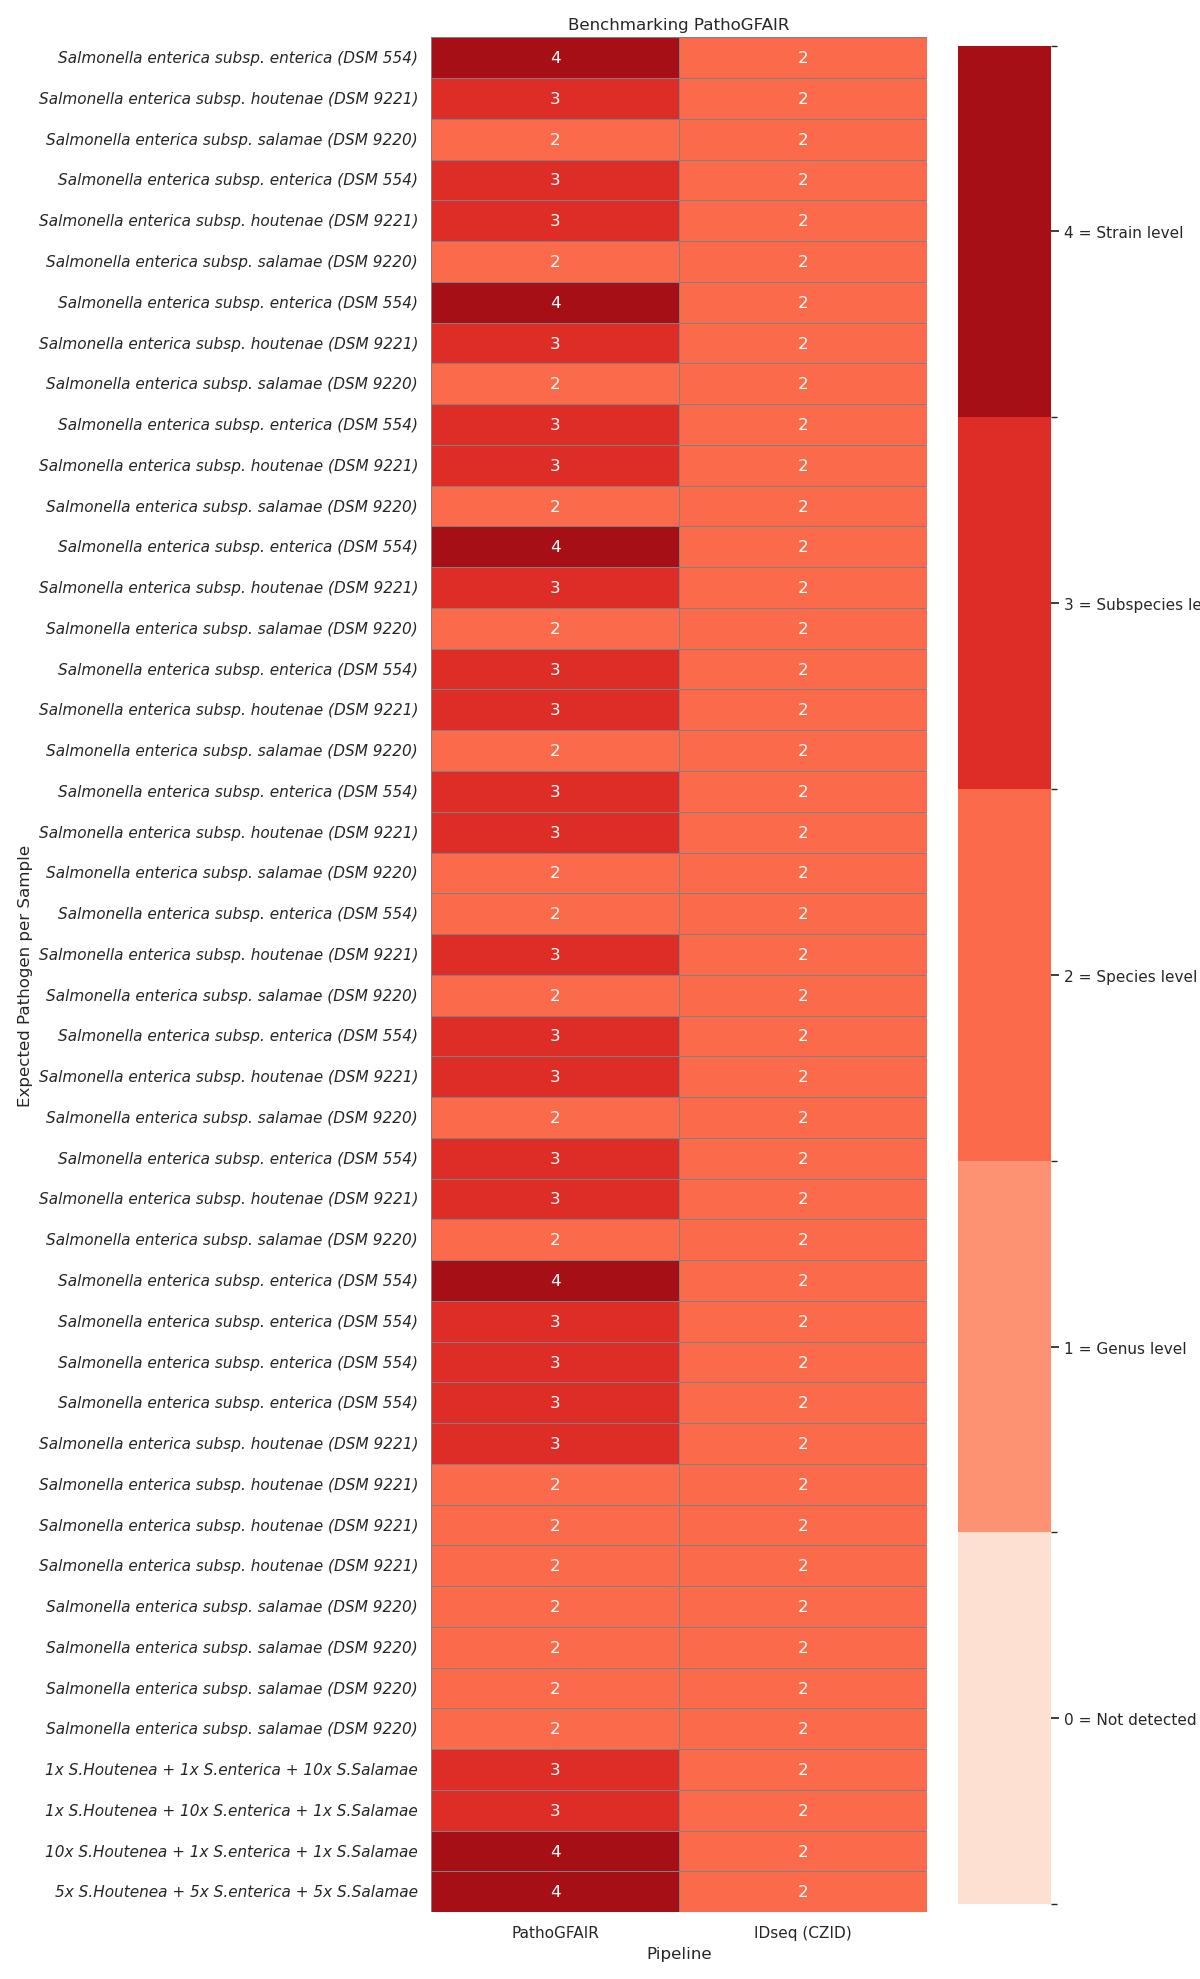 Benchmarking PathoGFAIR
Salmonella enterica subsp. enterica (DSM 554) 4 2
Salmonella enterica subsp. houtenae (DSM 9221) 3 2
Salmonella enterica subsp. salamae (DSM 9220) 2 2
Salmonella enterica subsp. enterica (DSM 554) 3 2
Salmonella enterica subsp. houtenae (DSM 9221) 3 2
Salmonella enterica subsp. salamae (DSM 9220) 2 2
Salmonella enterica subsp. enterica (DSM 554) 4 2
Salmonella enterica subsp. houtenae (DSM 9221) 3 2
Salmonella enterica subsp. salamae (DSM 9220) 2 2
Salmonella enterica subsp. enterica (DSM 554) 3 2
Salmonella enterica subsp. houtenae (DSM 9221) 3 2
Salmonella enterica subsp. salamae (DSM 9220) 2 2
Salmonella enterica subsp. enterica (DSM 554) 4 2
Salmonella enterica subsp. houtenae (DSM 9221) 3 2
Salmonella enterica subsp. salamae (DSM 9220) 2 2
Salmonella enterica subsp. enterica (DSM 554) 3 2
Salmonella enterica subsp. houtenae (DSM 9221) 3 2
Salmonella enterica subsp. salamae (DSM 9220) 2 2
Salmonella enterica subsp. enterica (DSM 554) 3 2
Salmonella enterica subsp. houtenae (DSM 9221) 3 2
Salmonella enterica subsp. salamae (DSM 9220) 2 2
Salmonella enterica subsp. enterica (DSM 554) 2 2
Salmonella enterica subsp. houtenae (DSM 9221) 3 2
Salmonella enterica subsp. salamae (DSM 9220) 2 2
Salmonella enterica subsp. enterica (DSM 554) 3 2
Salmonella enterica subsp. houtenae (DSM 9221) 3 2
Salmonella enterica subsp. salamae (DSM 9220) 2 2
Salmonella enterica subsp. enterica (DSM 554) 3 2
Salmonella enterica subsp. houtenae (DSM 9221) 3 2
Salmonella enterica subsp. salamae (DSM 9220) 2 2
Salmonella enterica subsp. enterica (DSM 554) 4 2
Salmonella enterica subsp. enterica (DSM 554) 3 2
Salmonella enterica subsp. enterica (DSM 554) 3 2
Salmonella enterica subsp. enterica (DSM 554) 3 2
Salmonella enterica subsp. houtenae (DSM 9221) 3 2
Salmonella enterica subsp. houtenae (DSM 9221) 2 2
Salmonella enterica subsp. houtenae (DSM 9221) 2 2
Salmonella enterica subsp. houtenae (DSM 9221) 2 2
Salmonella enterica subsp. salamae (DSM 9220) 2 2
Salmonella enterica subsp. salamae (DSM 9220) 2 2
Salmonella enterica subsp. salamae (DSM 9220) 2 2
Salmonella enterica subsp. salamae (DSM 9220) 2 2
1x S.Houtenea + 1x S.enterica + 10x S.Salamae 3 2
1x S.Houtenea + 10x S.enterica + 1x S.Salamae 3 2
10x S.Houtenea + 1x S.enterica + 1x S.Salamae 4 2
5x S.Houtenea + 5x S.enterica + 5x S.Salamae 4 2
PathoGFAIR IDseq (CZID)
Pipeline
Expected Pathogen per Sample
4 = Strain level
3 = Subspecies le
2 = Species level
1 = Genus level
0 = Not detected